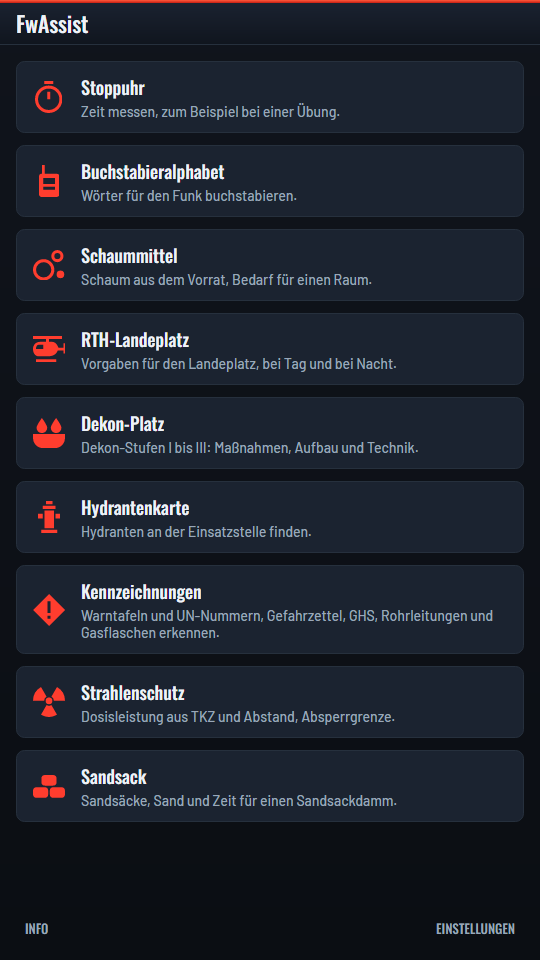 FwAssist
Stoppuhr
Zeit messen, zum Beispiel bei einer Übung.
Buchstabieralphabet
Wörter für den Funk buchstabieren.
Schaummittel
Schaum aus dem Vorrat, Bedarf für einen Raum.
RTH-Landeplatz
Vorgaben für den Landeplatz, bei Tag und bei Nacht.
Dekon-Platz
Dekon-Stufen I bis III: Maßnahmen, Aufbau und Technik.
Hydrantenkarte
Hydranten an der Einsatzstelle finden.
Kennzeichnungen
Warntafeln und UN-Nummern, Gefahrzettel, GHS, Rohrleitungen und
Gasflaschen erkennen.
Strahlenschutz
Dosisleistung aus TKZ und Abstand, Absperrgrenze.
Sandsack
Sandsäcke, Sand und Zeit für einen Sandsackdamm.
INFO
EINSTELLUNGEN